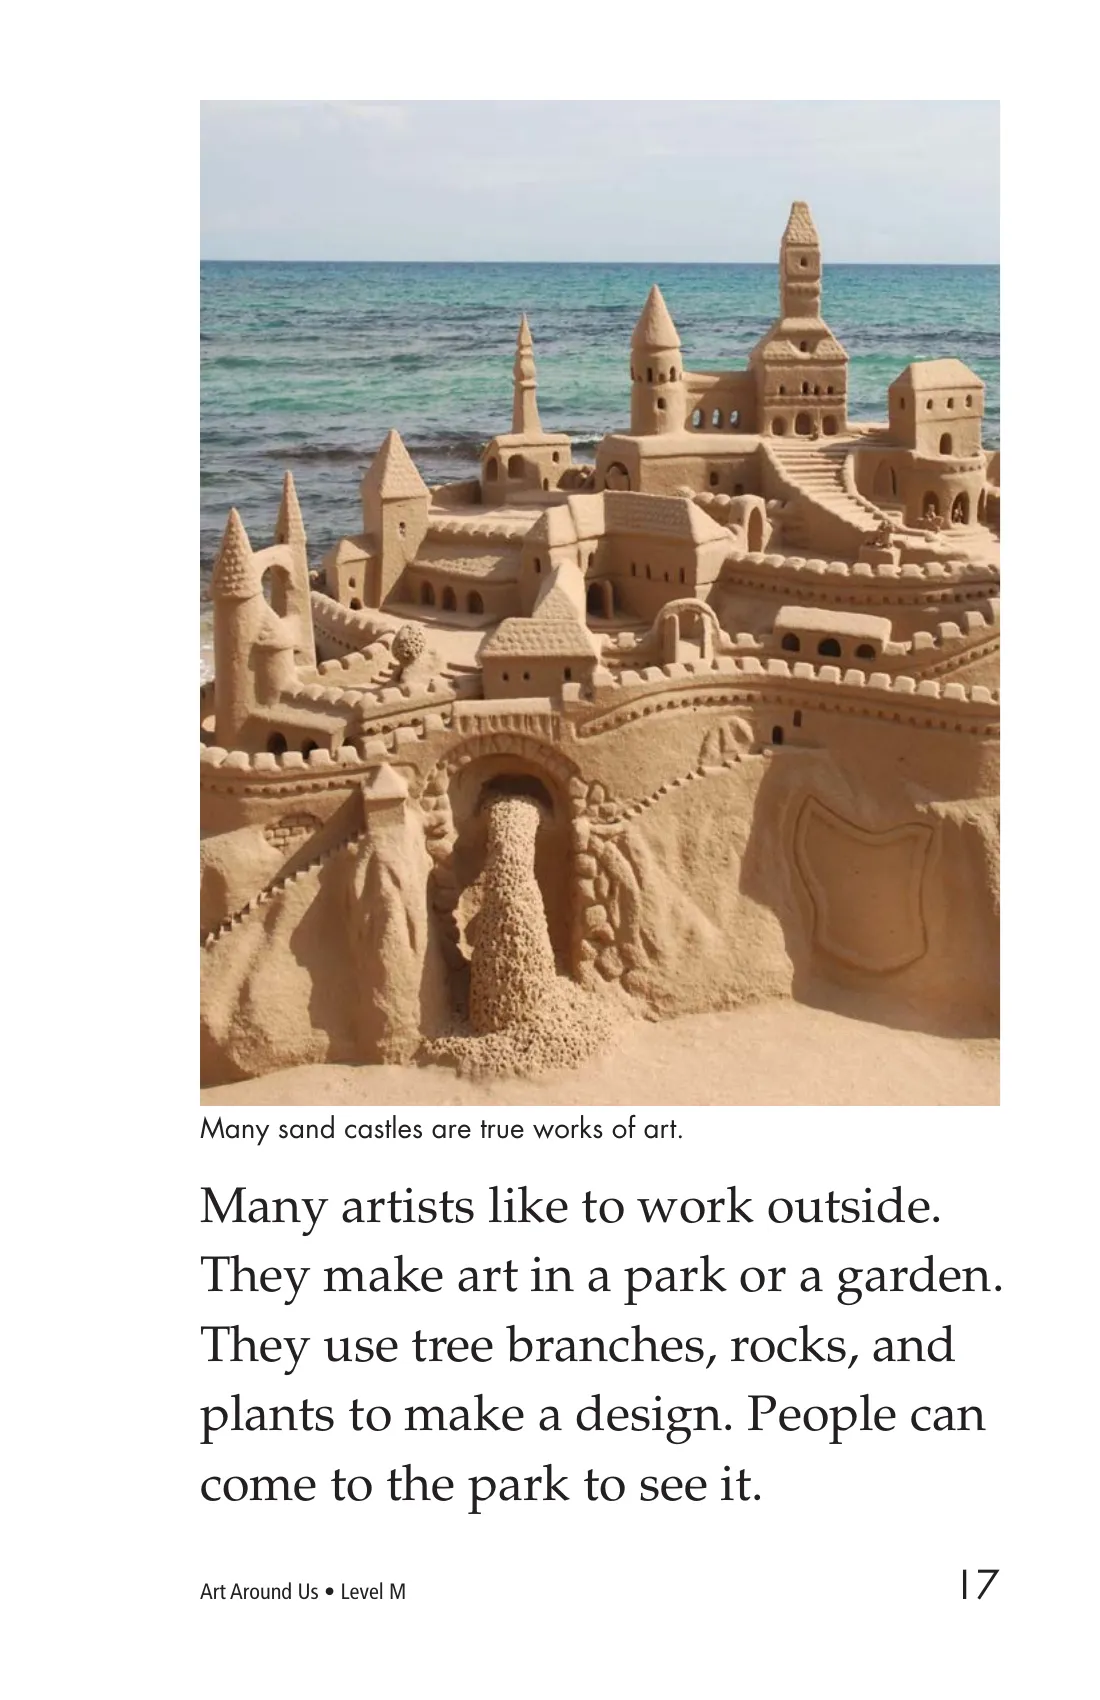 Many sand castles are true works of art.
Many artists like to work outside.
They make art in a park or a garden.
They use tree branches, rocks, and
plants to make a design. People can
come to the park to see it.
Art Around Us • Level M
17